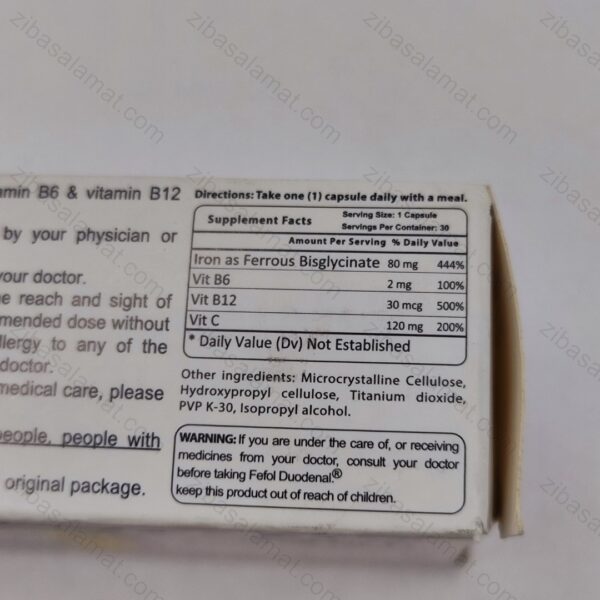 amin B6 & vitamin B12
by your physician or
your doctor.
e reach and sight of
mended dose without
llergy to any of the
doctor.
medical care, please
people, people with
original package.
Directions: Take one (1) capsule daily with a meal.
Supplement Facts
Serving Size: 1 Capsule
Servings Per Container: 30
Amount Per Serving % Daily Value
Iron as Ferrous Bisglycinate 80 mg 444%
Vit B6 2 mg 100%
Vit B12 30 mcg 500%
Vit C 120 mg 200%
* Daily Value (Dv) Not Established
Other ingredients: Microcrystalline Cellulose,
Hydroxypropyl cellulose, Titanium dioxide,
PVP K-30, Isopropyl alcohol.
WARNING: If you are under the care of, or receiving
medicines from your doctor, consult your doctor
before taking Fefol Duodenal.®
keep this product out of reach of children.
zibasalamat.com